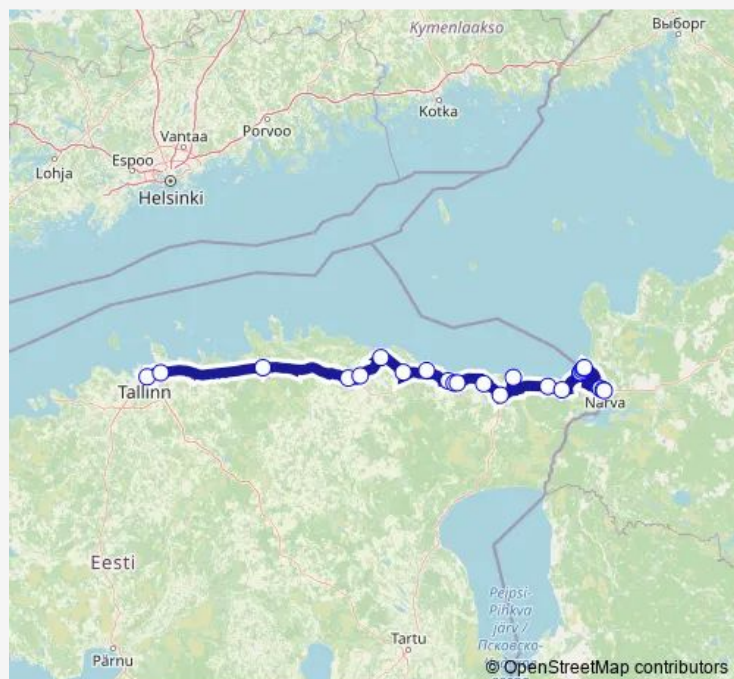 Kymenlaakso
Выборг
Kotka
Porvoo
Vantaa
Espoo
Lohja
Helsinki
Tallinn
Narva
Eesti
Peipsi-
Pihkva
järv /
Псковско-
Tartu
Pärnu
© OpenStreetMap contributors